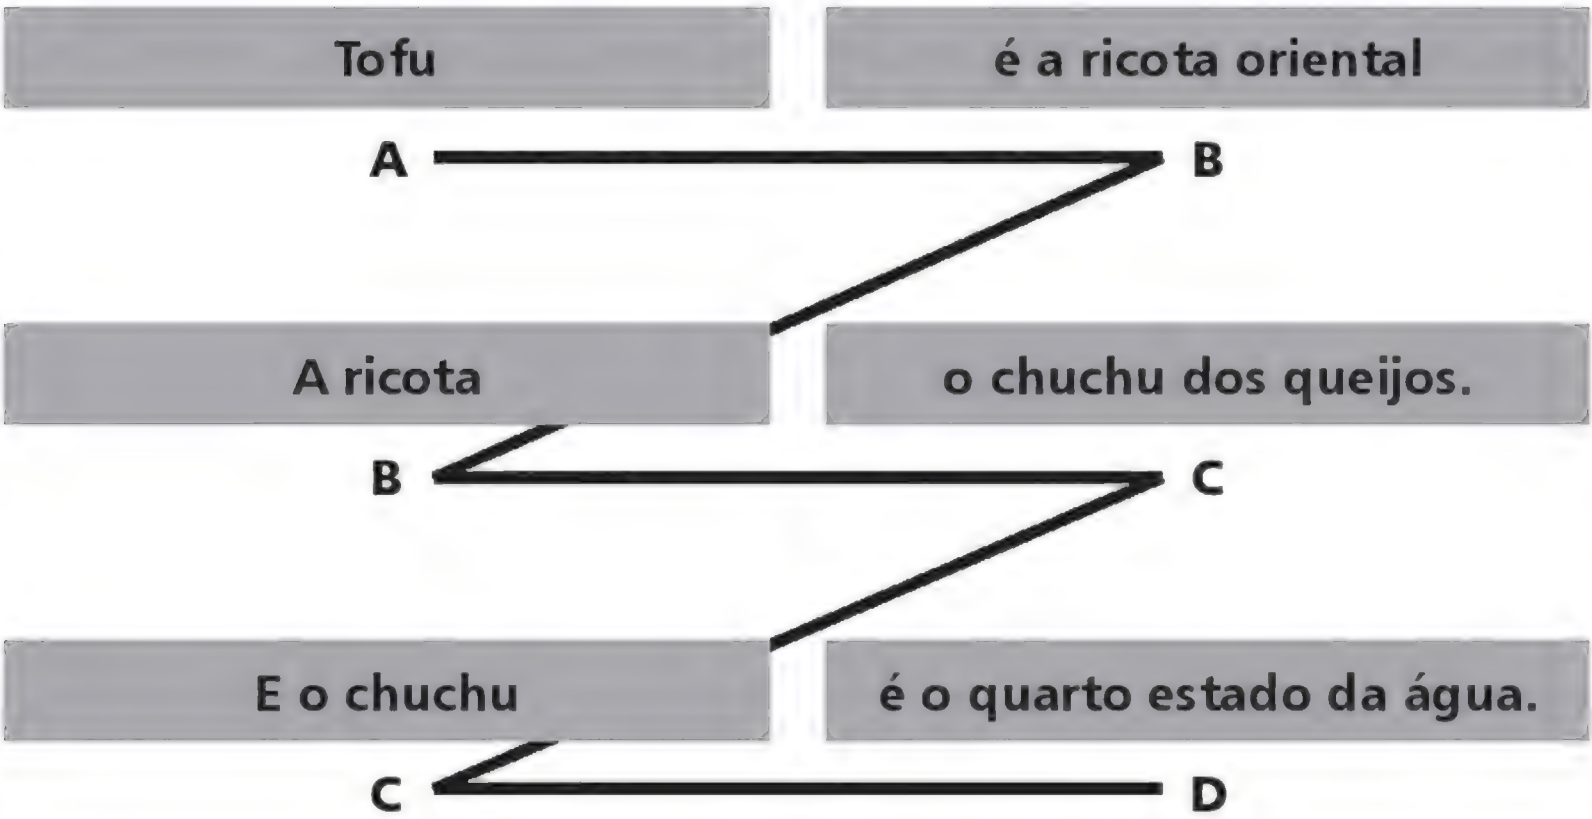 Tofu é a ricota oriental
A B
A ricota o chuchu dos queijos.
B C
E o chuchu é o quarto estado da água.
C D